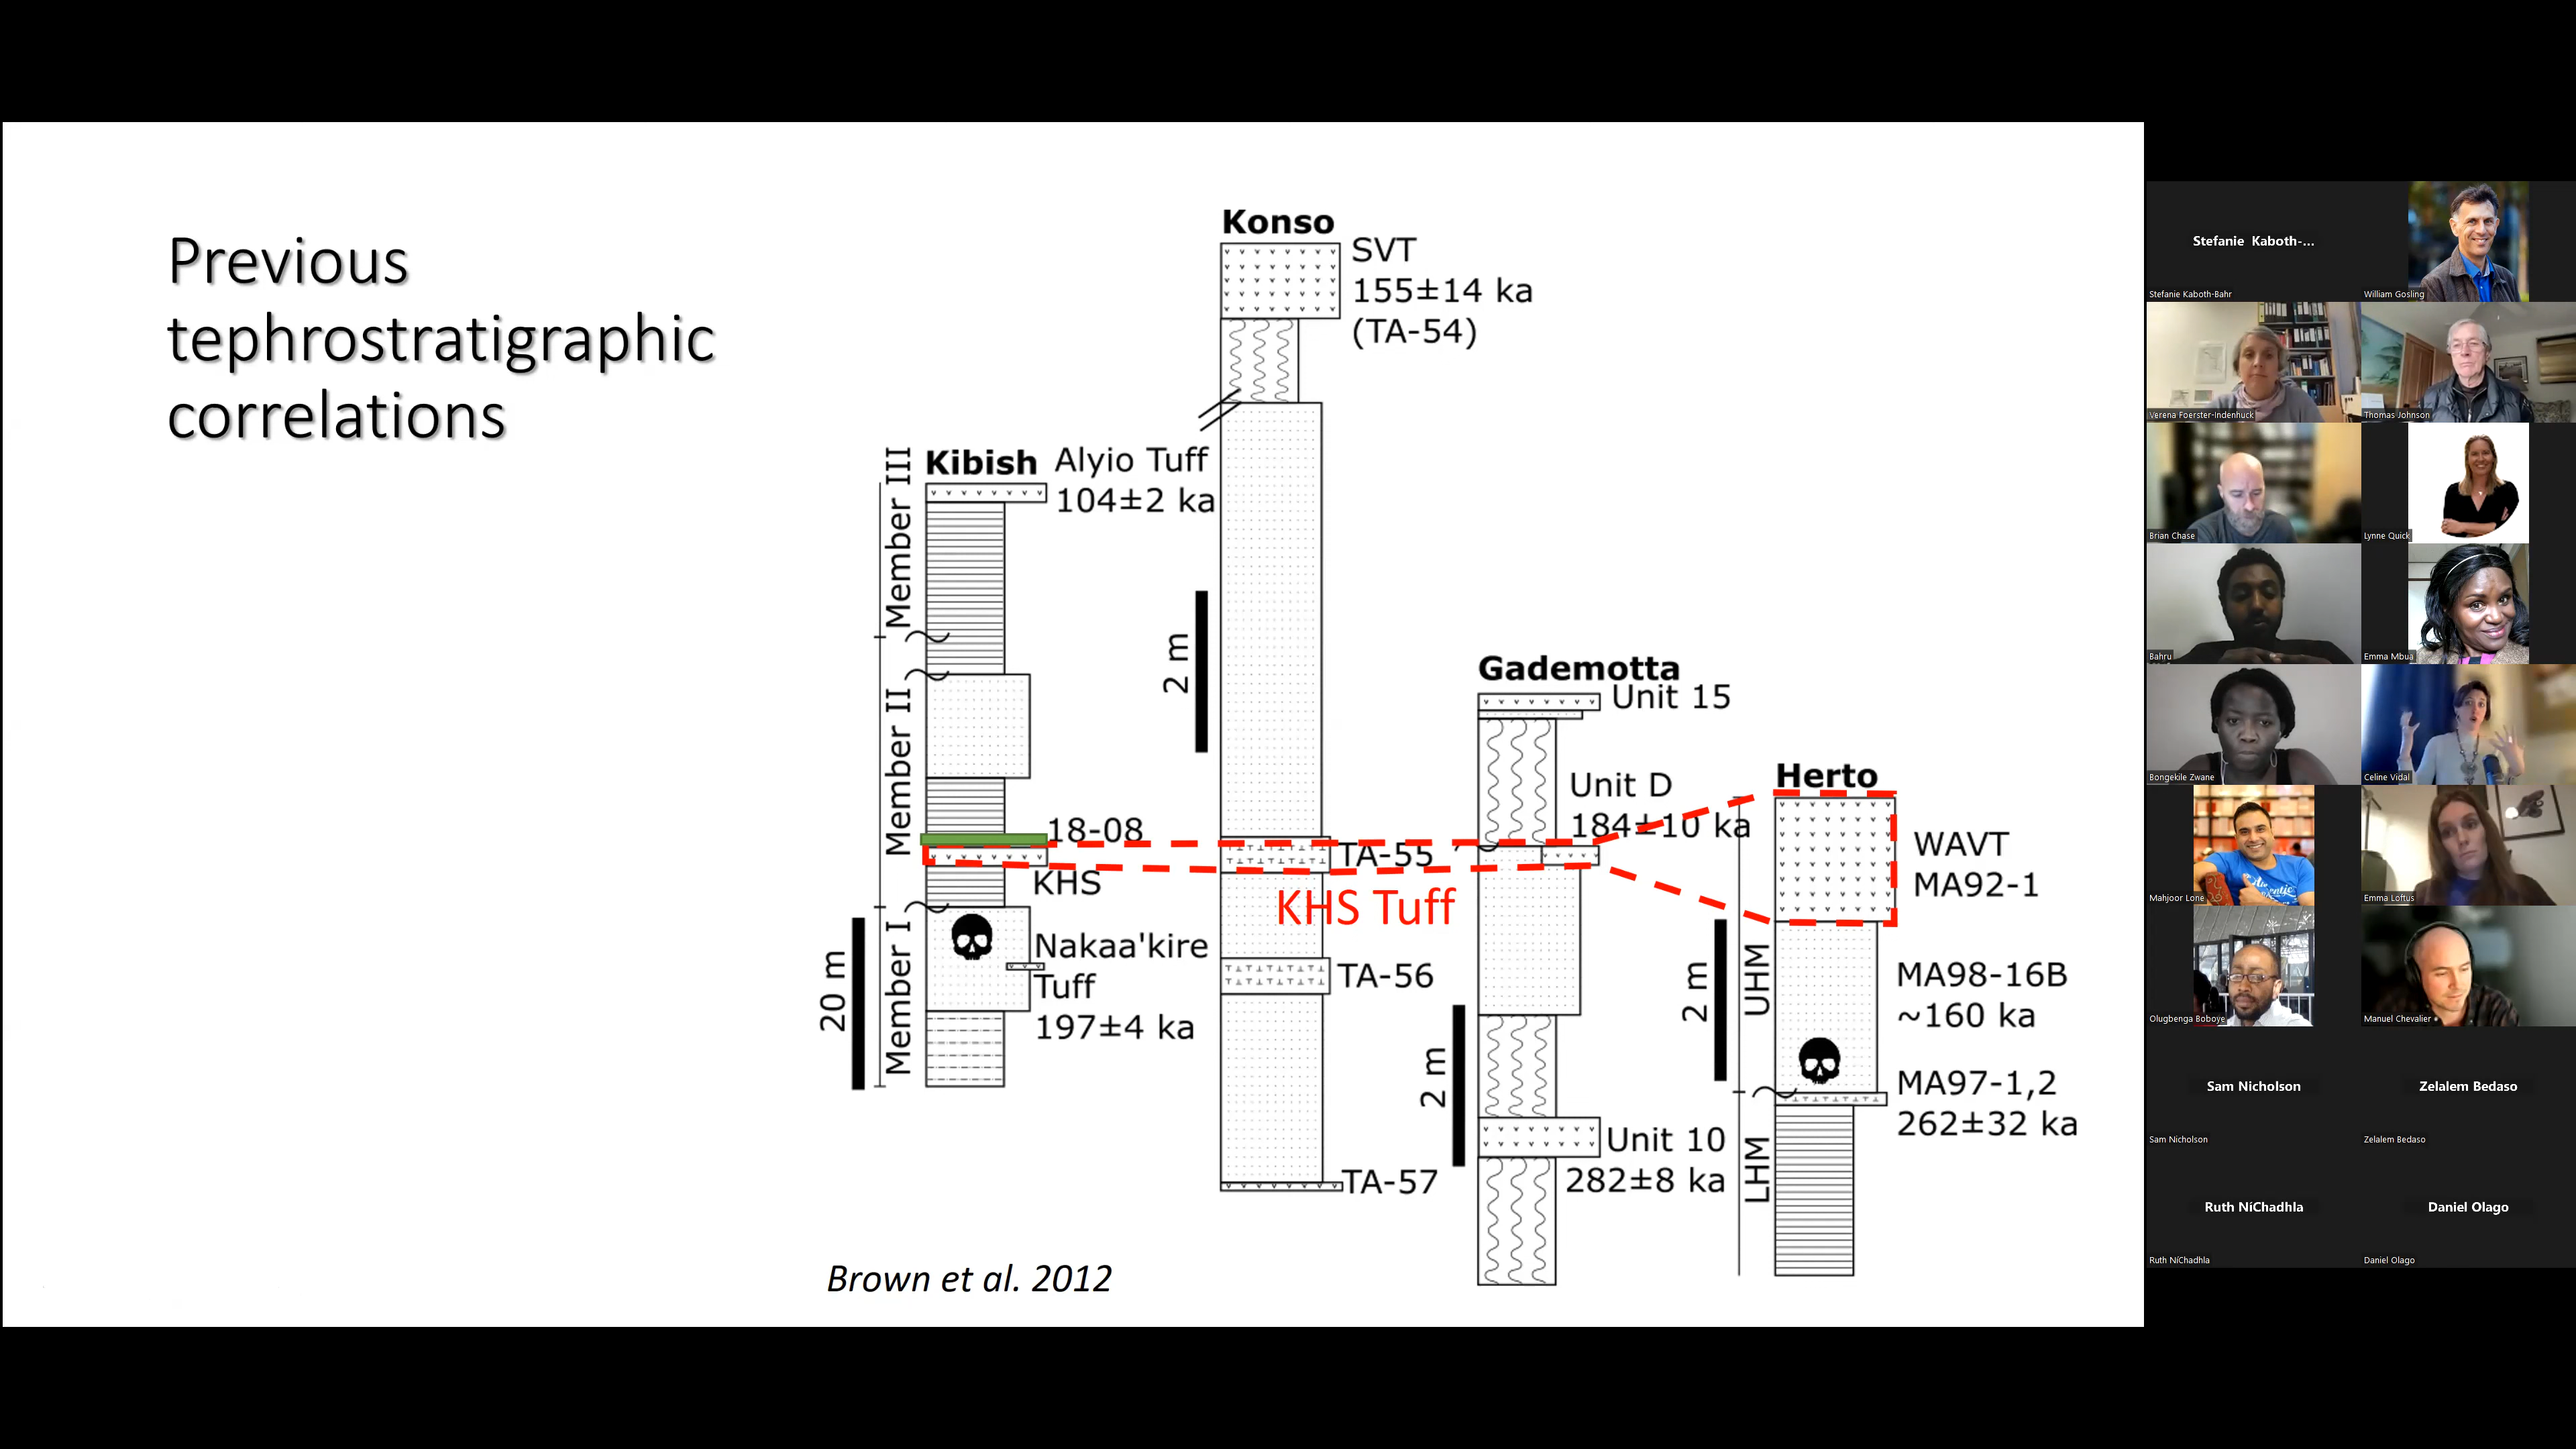 Previous
tephrostratigraphic
correlations
Konso
SVT
155±14 ka
(TA-54)
2 m
TA-55
TA-56
TA-57
Member III
Member II
Member I
Kibish
Alyio Tuff
104±2 ka
18-08
KHS
Nakaa'kire
Tuff
197±4 ka
20 m
KHS Tuff
Gademotta
Unit 15
Unit D
184±10 ka
2 m
Unit 10
282±8 ka
Herto
WAVT
MA92-1
2 m
UHM
LHM
MA98-16B
~160 ka
MA97-1,2
262±32 ka
Brown et al. 2012
Stefanie Kaboth-...
Stefanie Kaboth-Bahr
William Gosling
Verena Foerster-Indenhuck
Thomas Johnson
Brian Chase
Lynne Quick
Bahru
Emma Mbua
Bongekile Zwane
Celine Vidal
Mahjoor Lone
Emma Loftus
Olugbenga Boboye
Manuel Chevalier
Sam Nicholson
Zelalem Bedaso
Sam Nicholson
Zelalem Bedaso
Ruth NíChadhla
Daniel Olago
Ruth NíChadhla
Daniel Olago